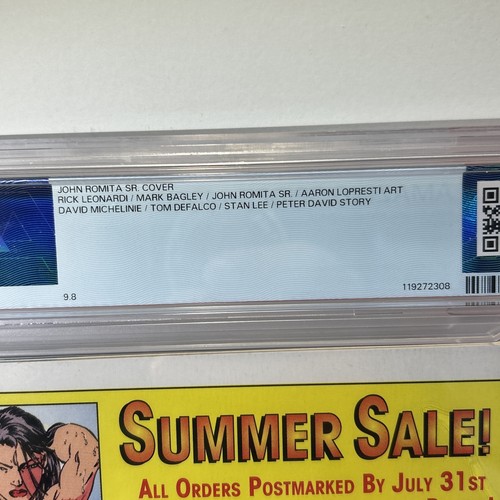 JOHN ROMITA SR. COVER
RICK LEONARDI / MARK BAGLEY / JOHN ROMITA SR. / AARON LOPRESTI ART
DAVID MICHELINIE / TOM DEFALCO / STAN LEE / PETER DAVID STORY
9.8
119272308
SUMMER SALE!
ALL ORDERS POSTMARKED BY JULY 31ST